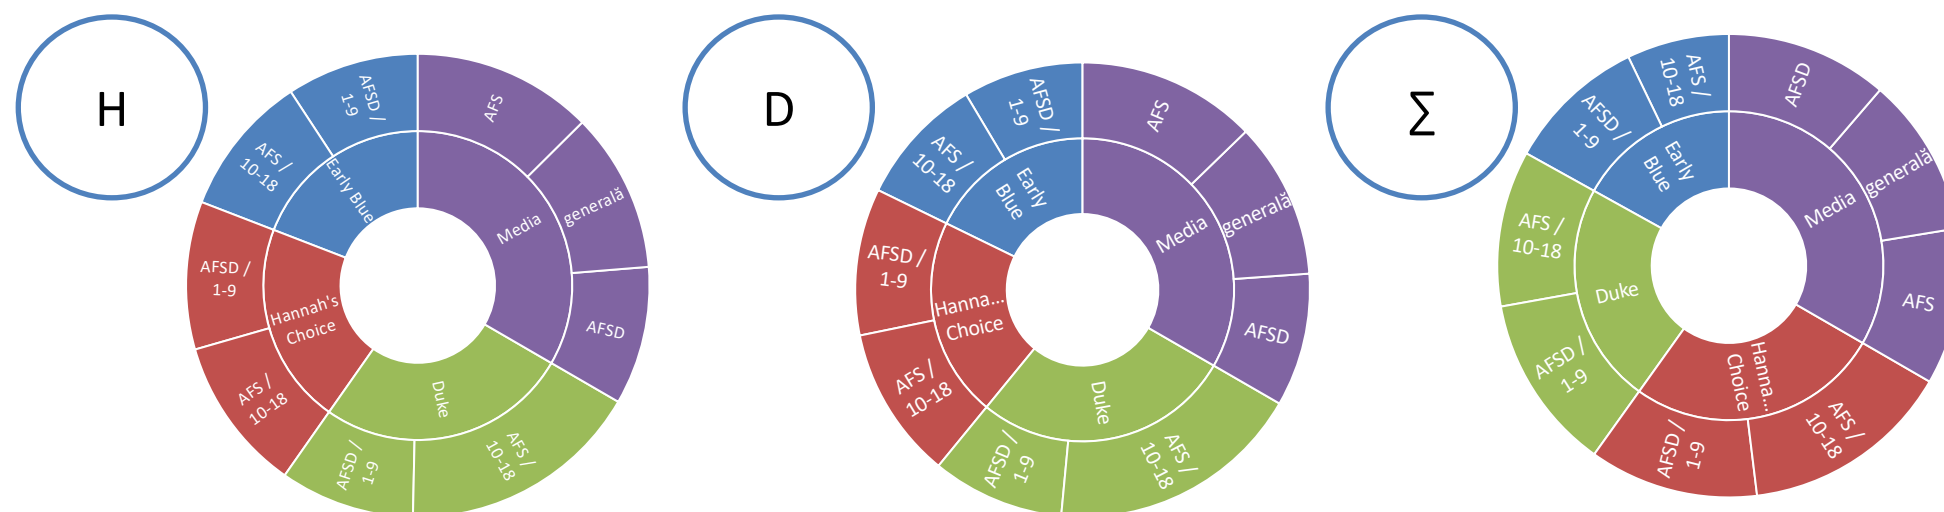 H
AFS
generală
AFSD
Media
AFS /
10-18
AFSD /
1-9
Duke
AFS /
10-18
AFSD /
1-9
Hannah's
Choice
AFS /
10-18
AFSD /
1-9
Early Blue
D
AFS
generală
AFSD
Media
AFS /
10-18
AFSD /
1-9
Duke
AFS /
10-18
AFSD /
1-9
Hanna...
Choice
AFS /
10-18
AFSD /
1-9
Early
Blue
∑
AFSD
generală
AFS
Media
AFS /
10-18
AFSD /
1-9
Hanna...
Choice
AFSD /
1-9
AFS /
10-18
Duke
AFSD /
1-9
AFS /
10-18
Early
Blue